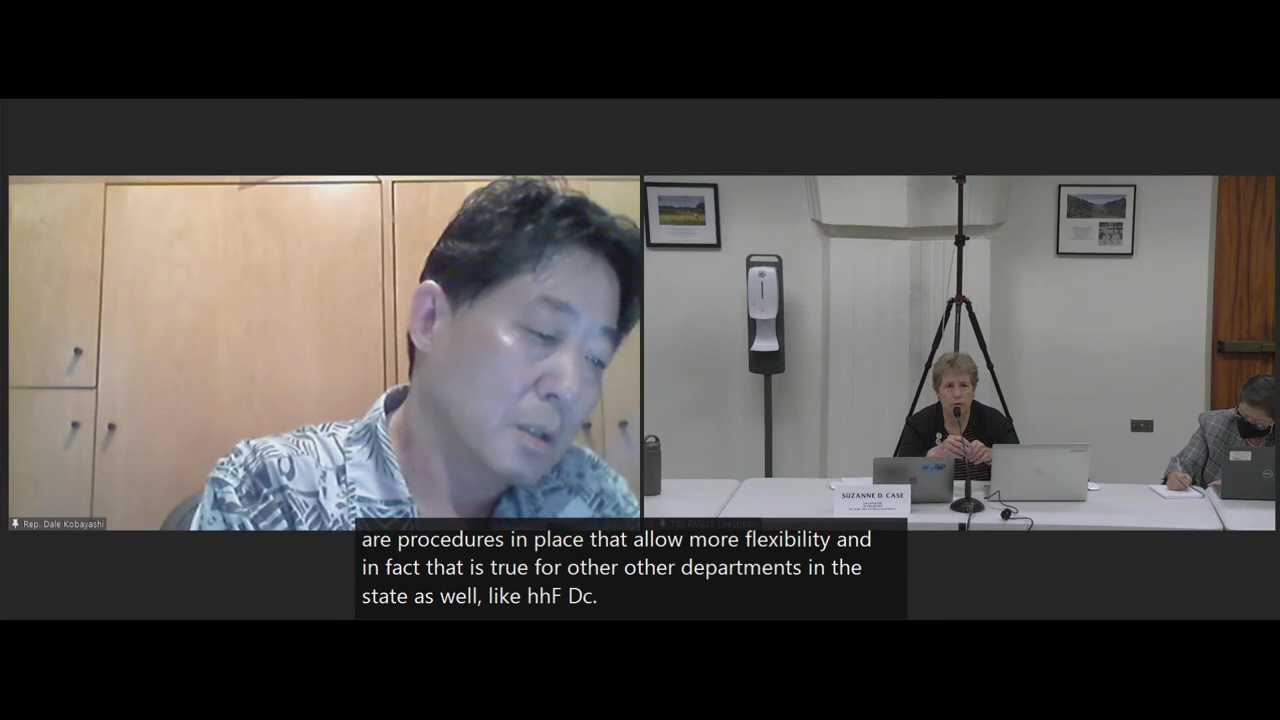 Rep. Dale Kobayashi
SUZANNE D. CASE
are procedures in place that allow more flexibility and
in fact that is true for other other departments in the
state as well, like hhF Dc.